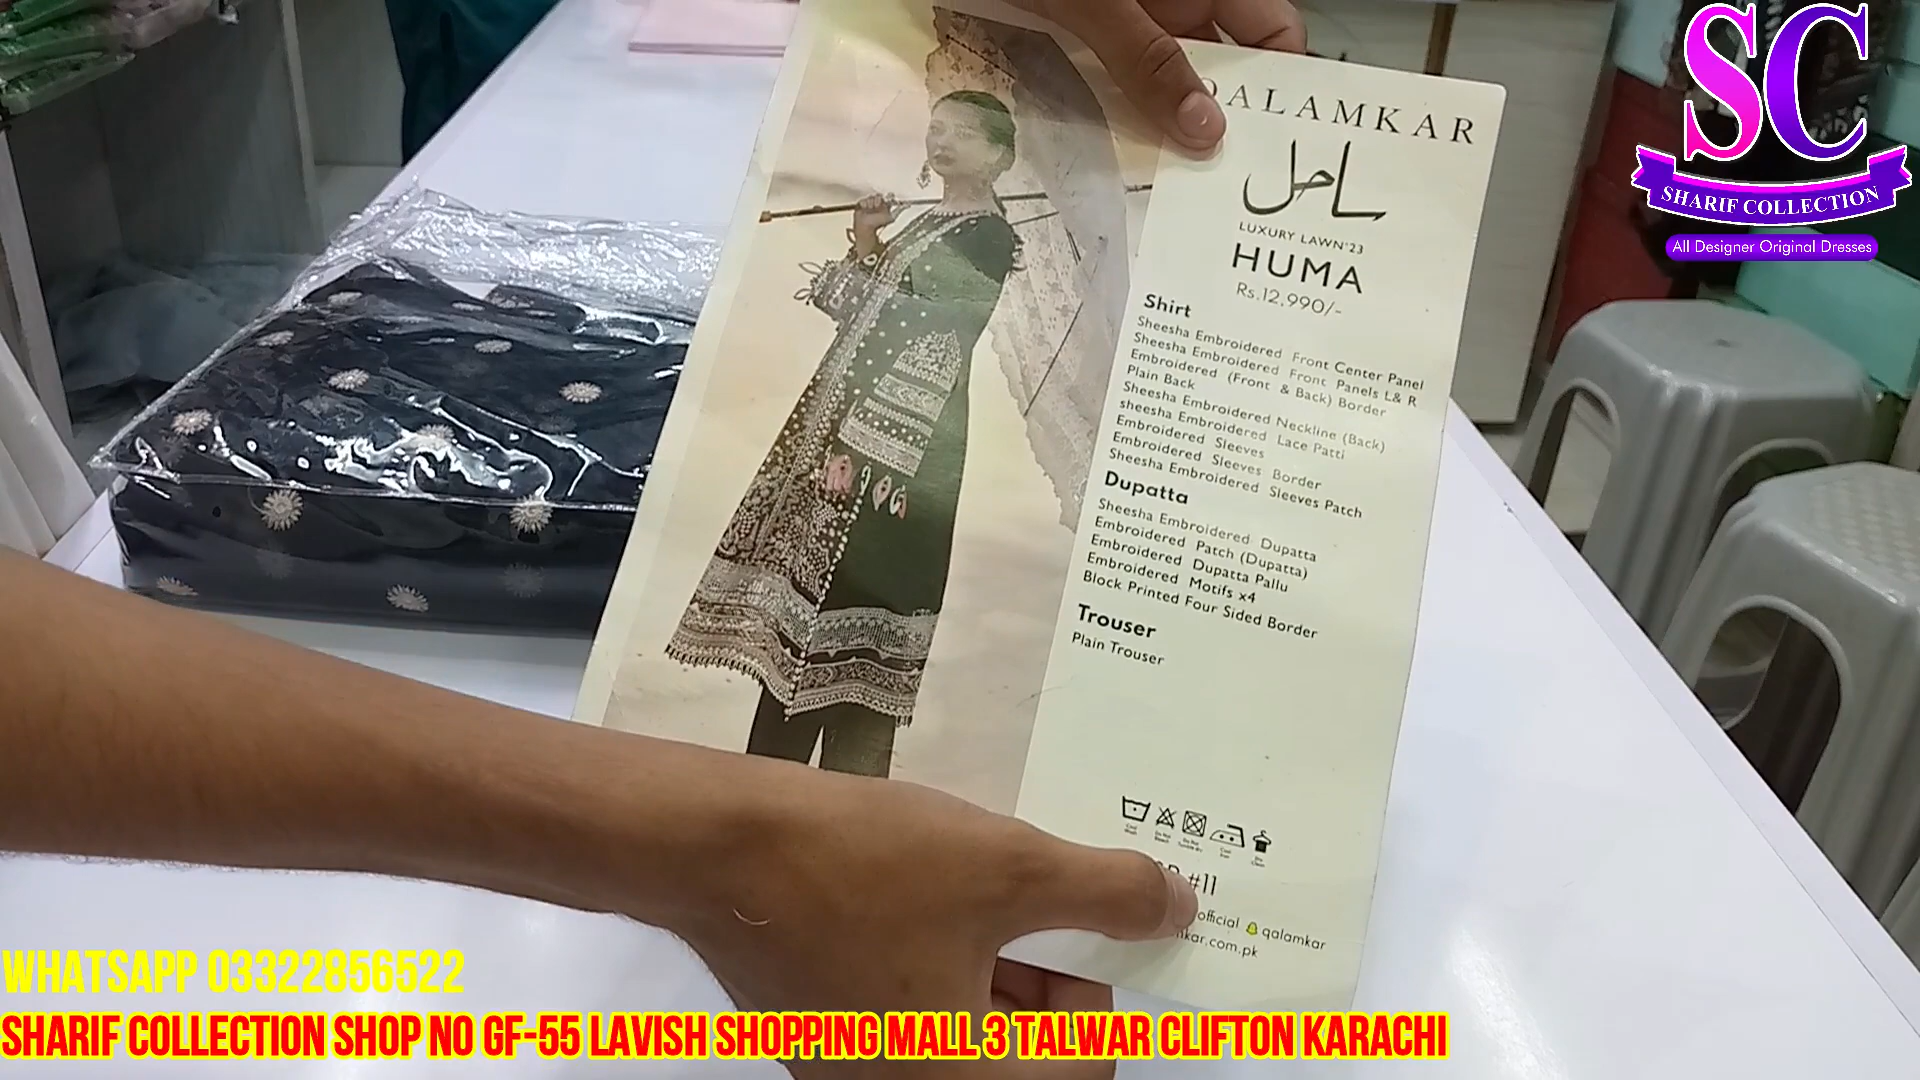 QALAMKAR
ساحل
LUXURY LAWN'23
HUMA
Rs.12,990/-
Shirt
Sheesha Embroidered Front Center Panel
Sheesha Embroidered Front Panels L& R
Embroidered (Front & Back) Border
Plain Back
Sheesha Embroidered Neckline (Back)
sheesha Embroidered Lace Patti
Embroidered Sleeves
Embroidered Sleeves Border
Sheesha Embroidered Sleeves Patch
Dupatta
Sheesha Embroidered Dupatta
Embroidered Patch (Dupatta)
Embroidered Dupatta Pallu
Embroidered Motifs x4
Block Printed Four Sided Border
Trouser
Plain Trouser
#11
official qalamkar
kar.com.pk
SC
SHARIF COLLECTION
All Designer Original Dresses
WHATSAPP 03322856522
SHARIF COLLECTION SHOP NO GF-55 LAVISH SHOPPING MALL 3 TALWAR CLIFTON KARACHI